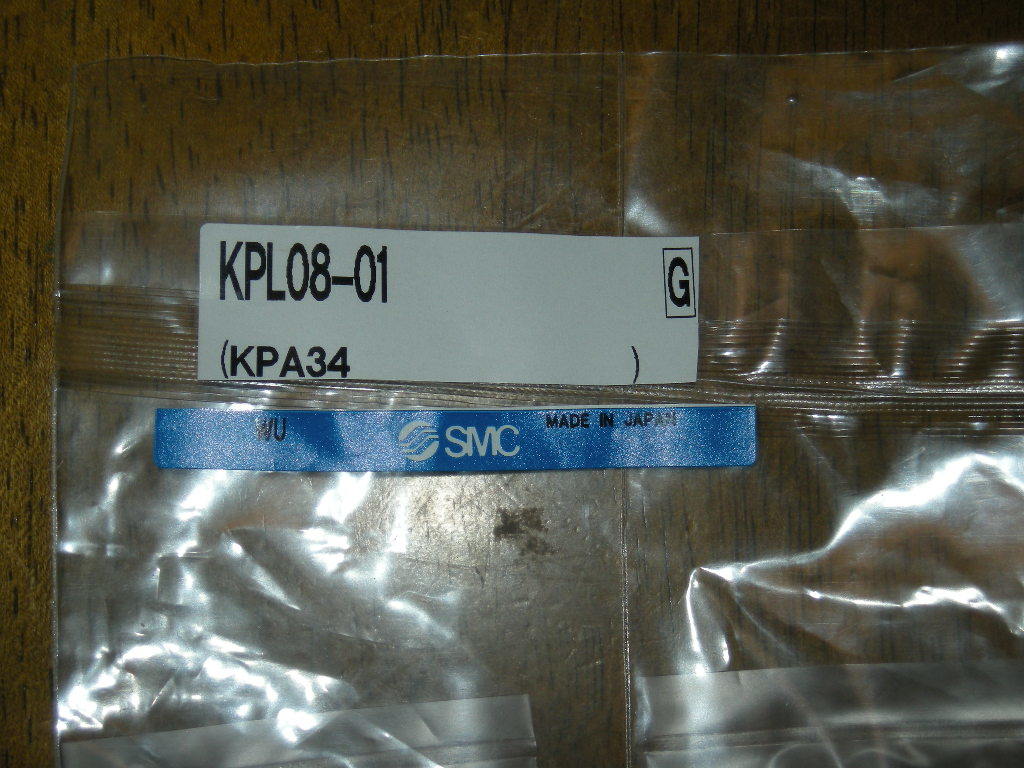 KPL08-01
G
(KPA34 )
WU SMC MADE IN JAPAN